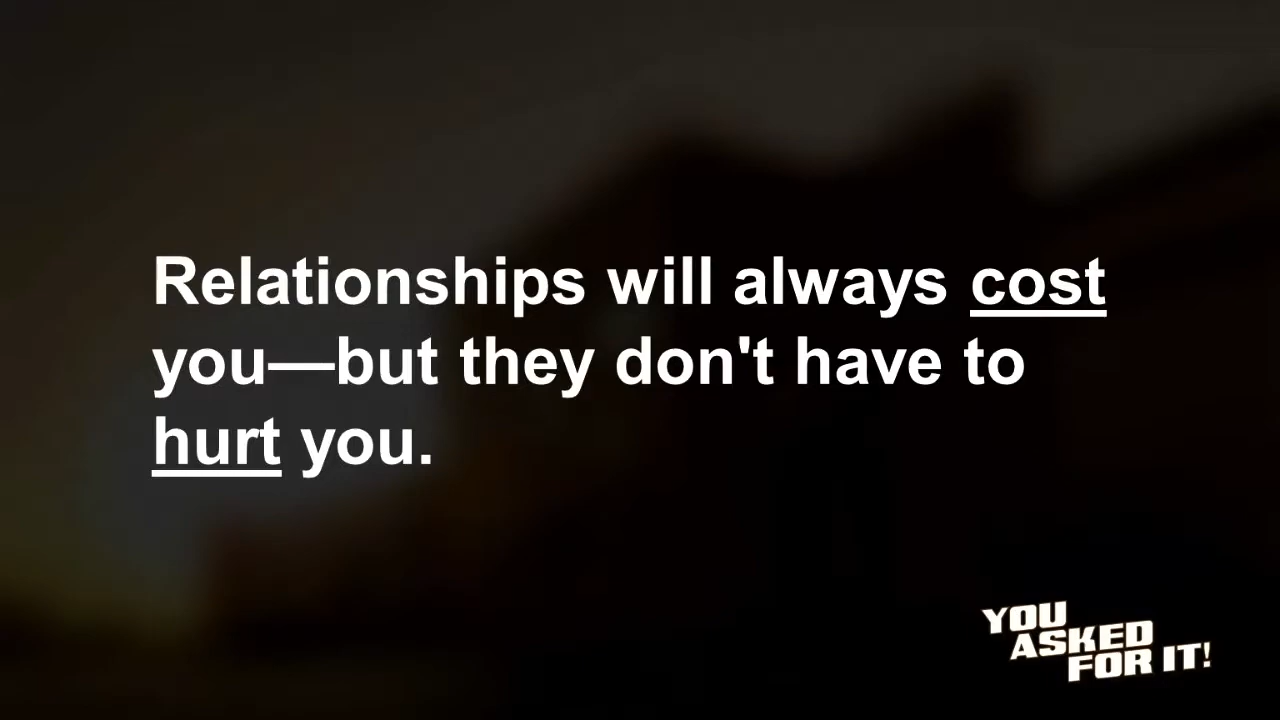 Relationships will always cost
you—but they don't have to
hurt you.
YOU
ASKED
FOR IT!